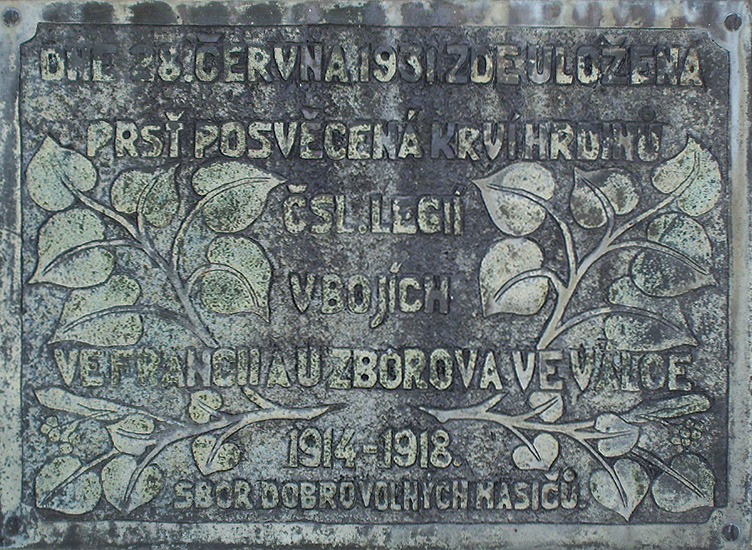 DNE 28. ČERVNA 1931 ZDE ULOŽENA
PRSŤ POSVĚCENÁ KRVÍ HRDINŮ
ČSL. LEGIÍ
V BOJÍCH
VE FRANCII A U ZBOROVA VE VÁLCE
1914-1918.
SBOR DOBROVOLNÝCH HASIČŮ.